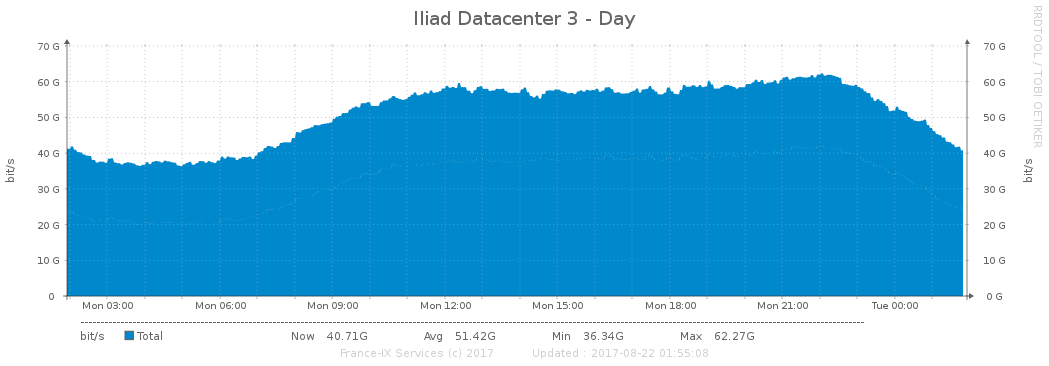 Iliad Datacenter 3 - Day
RRDTOOL / TOBI OETIKER
bit/s
bit/s
70 G 70 G
60 G 60 G
50 G 50 G
40 G 40 G
30 G 30 G
20 G 20 G
10 G 10 G
0 0 G
Mon 03:00 Mon 06:00 Mon 09:00 Mon 12:00 Mon 15:00 Mon 18:00 Mon 21:00 Tue 00:00
bit/s Total Now 40.71G Avg 51.42G Min 36.34G Max 62.27G
France-IX Services (c) 2017 Updated : 2017-08-22 01:55:08